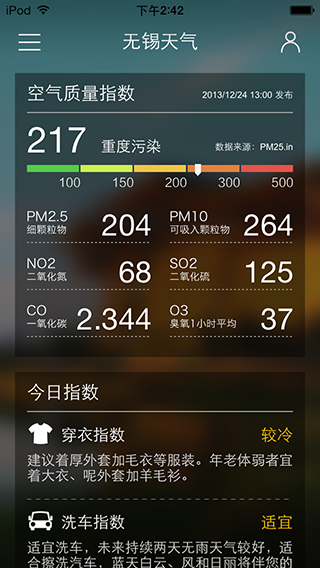 iPod 下午2:42
无锡天气
空气质量指数 2013/12/24 13:00 发布
217 重度污染 数据来源：PM25.in
100 150 200 300 500
PM2.5 204 PM10 264
细颗粒物 可吸入颗粒物
NO2 68 SO2 125
二氧化氮 二氧化硫
CO 2.344 O3 37
一氧化碳 臭氧1小时平均
今日指数
穿衣指数 较冷
建议着厚外套加毛衣等服装。年老体弱者宜
着大衣、呢外套加羊毛衫。
洗车指数 适宜
适宜洗车，未来持续两天无雨天气较好，适
合擦洗汽车，蓝天白云、风和日丽将伴您的